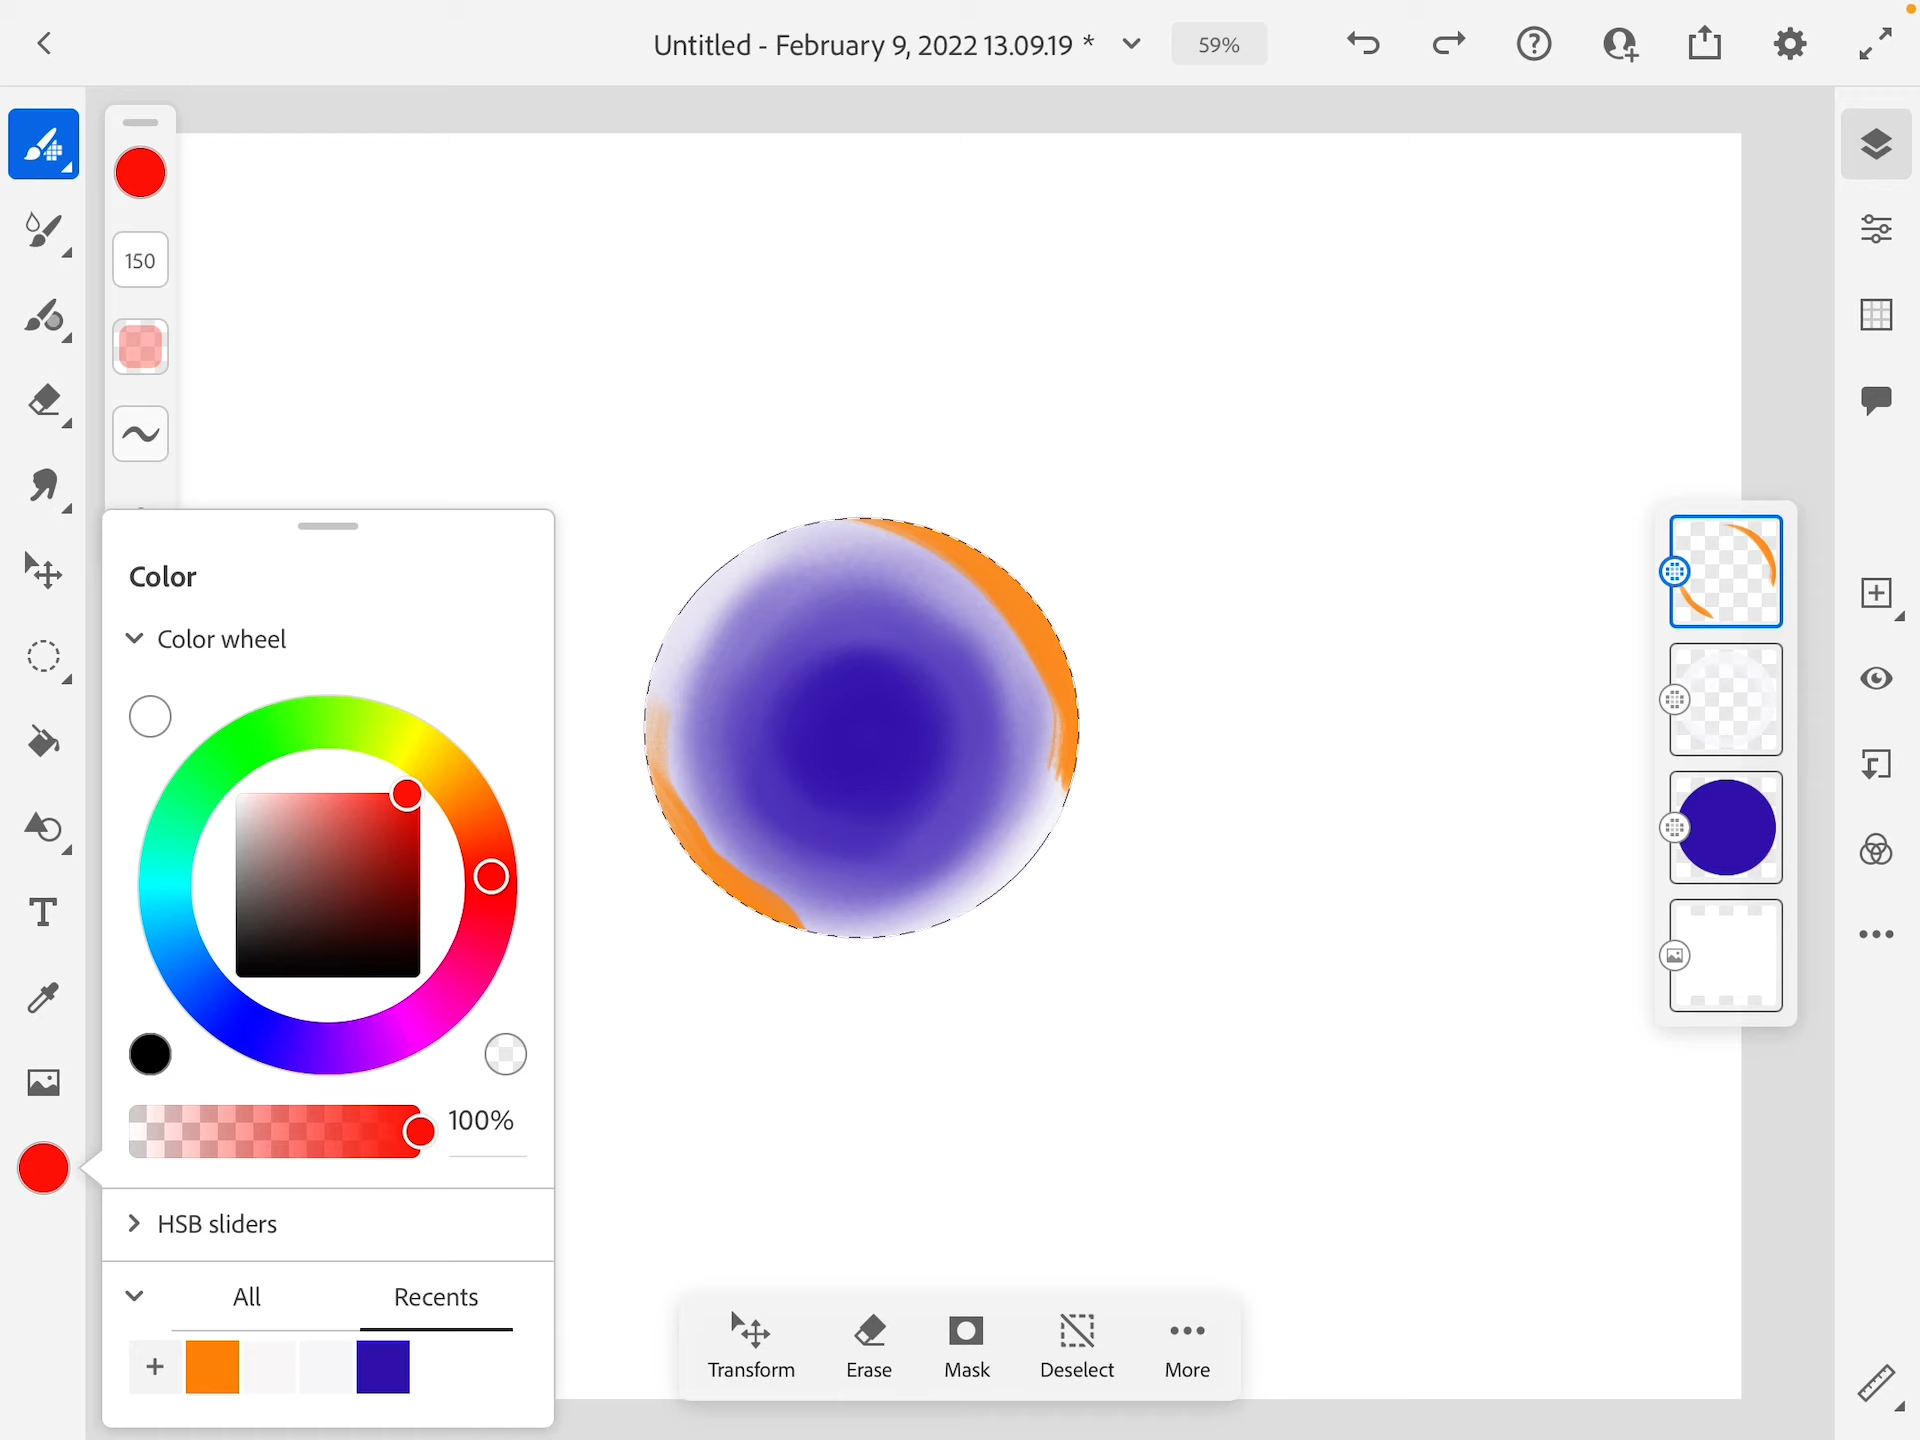 Untitled - February 9, 2022 13.09.19 *
59%
150
Color
Color wheel
100%
HSB sliders
All
Recents
T
Transform
Erase
Mask
Deselect
More